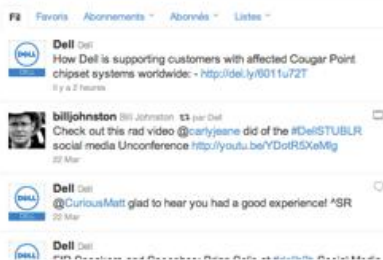 Fil Favoris Abonnements Abonnés Listes
Dell Dell
How Dell is supporting customers with affected Cougar Point
chipset systems worldwide: - http://del.ly/6011u72T
Il y a 2 heures
billjohnston Bill Johnston par Dell
Check out this rad video @carlyjeane did of the #DellSTUBLR
social media Unconference http://youtu.be/YDotR5XeMlg
22 Mar
Dell Dell
@CuriousMatt glad to hear you had a good experience! ^SR
22 Mar
Dell Dell
Social Media